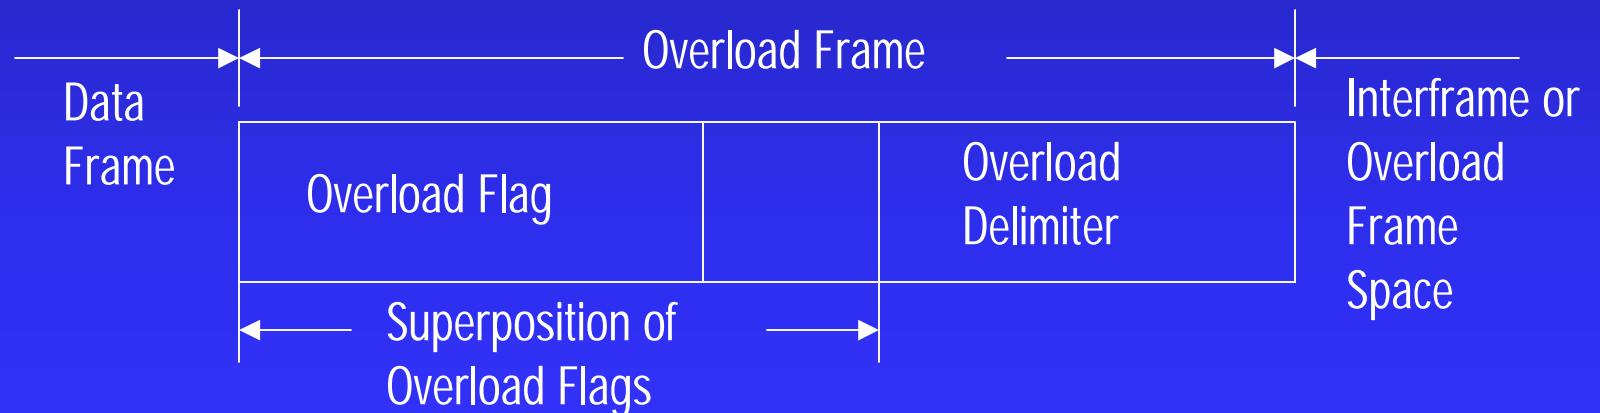 Overload Frame
Data
Frame
Overload Flag
Overload
Delimiter
Interframe or
Overload
Frame
Space
Superposition of
Overload Flags